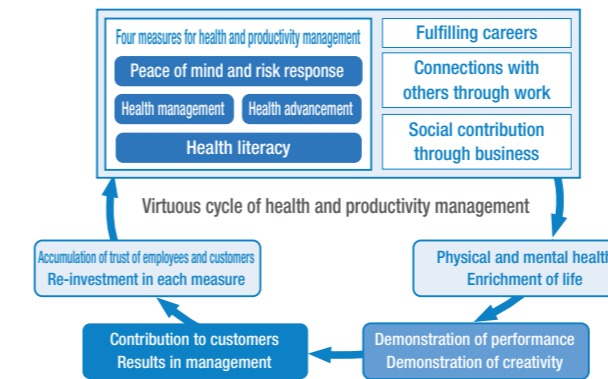 Four measures for health and productivity management
Peace of mind and risk response
Health management
Health advancement
Health literacy
Fulfilling careers
Connections with
others through work
Social contribution
through business
Virtuous cycle of health and productivity management
Physical and mental health
Enrichment of life
Demonstration of performance
Demonstration of creativity
Contribution to customers
Results in management
Accumulation of trust of employees and customers
Re-investment in each measure